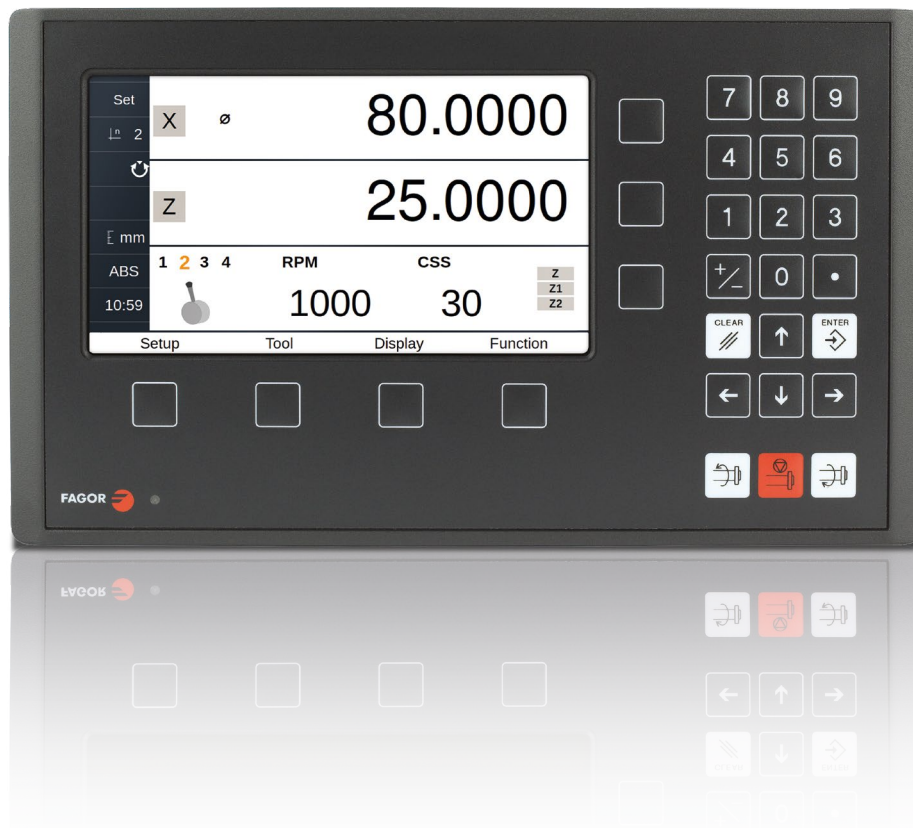 Set
2
mm
ABS
10:59
X ⌀ 80.0000
Z 25.0000
1 2 3 4 RPM CSS
1000 30
Z
Z1
Z2
Setup Tool Display Function
7 8 9
4 5 6
1 2 3
+/- 0 •
CLEAR ENTER
FAGOR